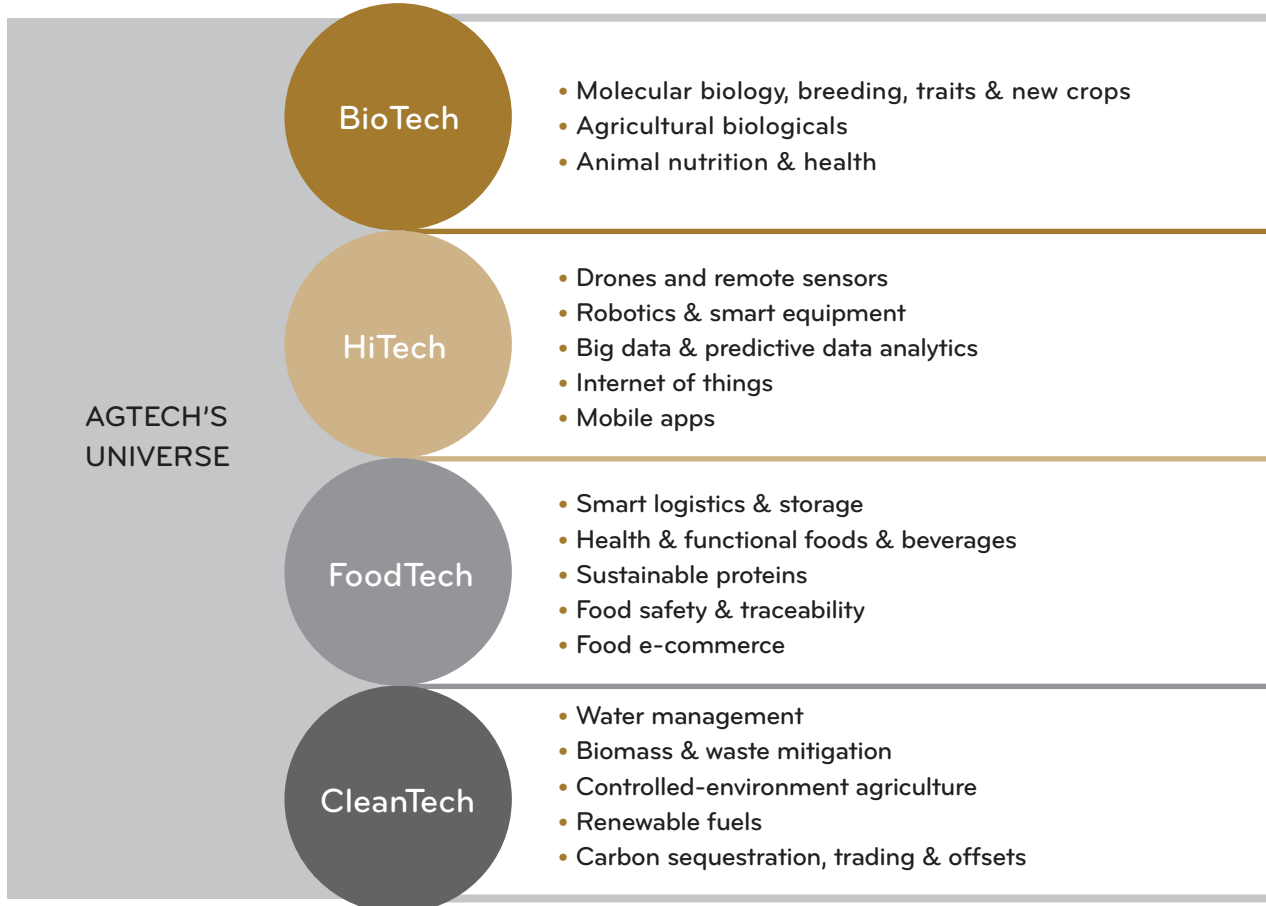 AGTECH'S
UNIVERSE
BioTech
• Molecular biology, breeding, traits & new crops
• Agricultural biologicals
• Animal nutrition & health
HiTech
• Drones and remote sensors
• Robotics & smart equipment
• Big data & predictive data analytics
• Internet of things
• Mobile apps
FoodTech
• Smart logistics & storage
• Health & functional foods & beverages
• Sustainable proteins
• Food safety & traceability
• Food e-commerce
CleanTech
• Water management
• Biomass & waste mitigation
• Controlled-environment agriculture
• Renewable fuels
• Carbon sequestration, trading & offsets